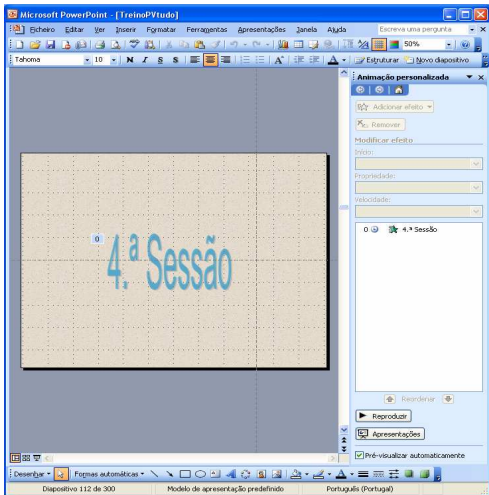 Microsoft PowerPoint - [TreinoPVtudo]
Ficheiro Editar Ver Inserir Formatar Ferramentas Apresentações Janela Ajuda Escreva uma pergunta
50%
Tahoma 10 N I S S Estruturar Novo diapositivo
Animação personalizada
Adicionar efeito
Remover
Modificar efeito
Início:
Propriedade:
Velocidade:
0 4.ª Sessão
0
4.ª Sessão
Reordenar
Reproduzir
Apresentações
Pré-visualizar automaticamente
Desenhar Formas automáticas
Diapositivo 112 de 300 Modelo de apresentação predefinido Português (Portugal)